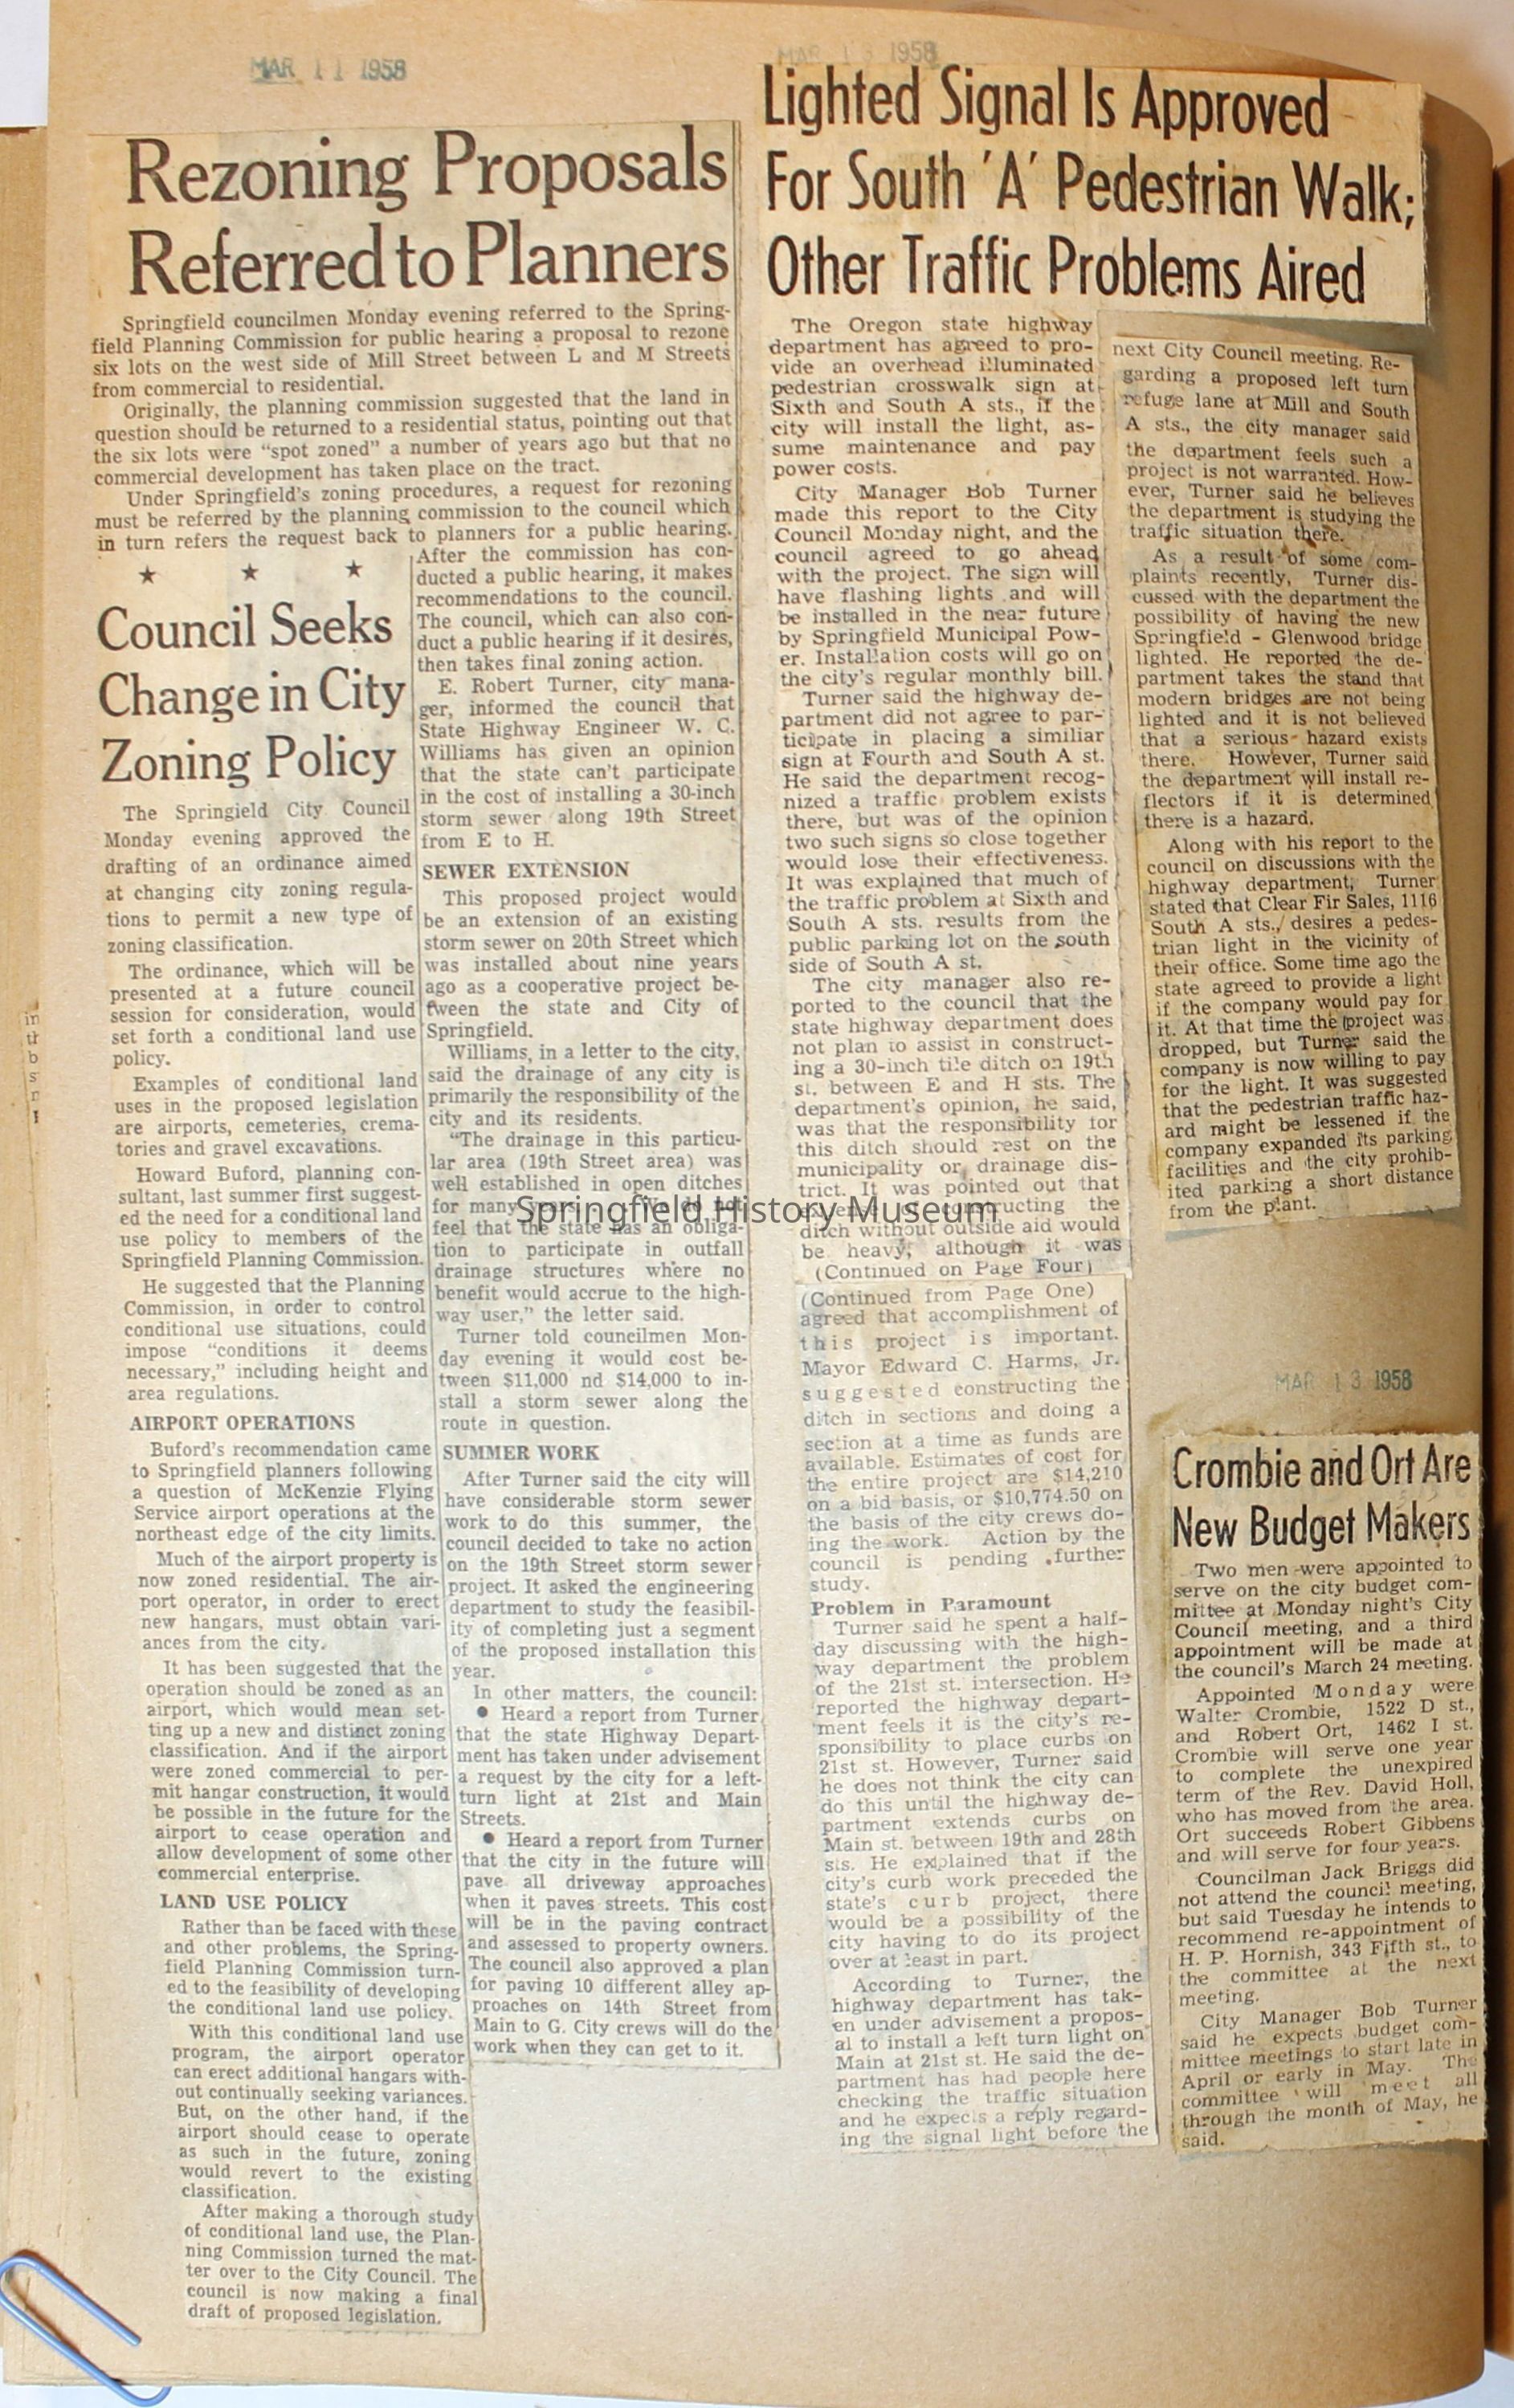 MAR 11 1958
Rezoning Proposals
Referred to Planners
Springfield councilmen Monday evening referred to the Spring-
field Planning Commission for public hearing a proposal to rezone
six lots on the west side of Mill Street between L and M Streets
from commercial to residential.
Originally, the planning commission suggested that the land in
question should be returned to a residential status, pointing out that
the six lots were “spot zoned” a number of years ago but that no
commercial development has taken place on the tract.
Under Springfield's zoning procedures, a request for rezoning
must be referred by the planning commission to the council which
in turn refers the request back to planners for a public hearing.
After the commission has con-
ducted a public hearing, it makes
recommendations to the council.
The council, which can also con-
duct a public hearing if it desires,
then takes final zoning action.
E. Robert Turner, city mana-
ger, informed the council that
State Highway Engineer W. C.
Williams has given an opinion
that the state can't participate
in the cost of installing a 30-inch
storm sewer along 19th Street
from E to H.
SEWER EXTENSION
This proposed project would
be an extension of an existing
storm sewer on 20th Street which
was installed about nine years
ago as a cooperative project be-
tween the state and City of
Springfield.
Williams, in a letter to the city,
said the drainage of any city is
primarily the responsibility of the
city and its residents.
“The drainage in this particu-
lar area (19th Street area) was
well established in open ditches
for many
feel that the state has an obliga-
tion to participate in outfall
drainage structures where no
benefit would accrue to the high-
way user,” the letter said.
Turner told councilmen Mon-
day evening it would cost be-
tween $11,000 nd $14,000 to in-
stall a storm sewer along the
route in question.
SUMMER WORK
After Turner said the city will
have considerable storm sewer
work to do this summer, the
council decided to take no action
on the 19th Street storm sewer
project. It asked the engineering
department to study the feasibil-
ity of completing just a segment
of the proposed installation this
year.
In other matters, the council:
● Heard a report from Turner
that the state Highway Depart-
ment has taken under advisement
a request by the city for a left-
turn light at 21st and Main
Streets.
● Heard a report from Turner
that the city in the future will
pave all driveway approaches
when it paves streets. This cost
will be in the paving contract
and assessed to property owners.
The council also approved a plan
for paving 10 different alley ap-
proaches on 14th Street from
Main to G. City crews will do the
work when they can get to it.
★ ★ ★
Council Seeks
Change in City
Zoning Policy
The Springield City Council
Monday evening approved the
drafting of an ordinance aimed
at changing city zoning regula-
tions to permit a new type of
zoning classification.
The ordinance, which will be
presented at a future council
session for consideration, would
set forth a conditional land use
policy.
Examples of conditional land
uses in the proposed legislation
are airports, cemeteries, crema-
tories and gravel excavations.
Howard Buford, planning con-
sultant, last summer first suggest-
ed the need for a conditional land
use policy to members of the
Springfield Planning Commission.
He suggested that the Planning
Commission, in order to control
conditional use situations, could
impose “conditions it deems
necessary,” including height and
area regulations.
AIRPORT OPERATIONS
Buford's recommendation came
to Springfield planners following
a question of McKenzie Flying
Service airport operations at the
northeast edge of the city limits.
Much of the airport property is
now zoned residential. The air-
port operator, in order to erect
new hangars, must obtain vari-
ances from the city.
It has been suggested that the
operation should be zoned as an
airport, which would mean set-
ting up a new and distinct zoning
classification. And if the airport
were zoned commercial to per-
mit hangar construction, it would
be possible in the future for the
airport to cease operation and
allow development of some other
commercial enterprise.
LAND USE POLICY
Rather than be faced with these
and other problems, the Spring-
field Planning Commission turn-
ed to the feasibility of developing
the conditional land use policy.
With this conditional land use
program, the airport operator
can erect additional hangars with-
out continually seeking variances.
But, on the other hand, if the
airport should cease to operate
as such in the future, zoning
would revert to the existing
classification.
After making a thorough study
of conditional land use, the Plan-
ning Commission turned the mat-
ter over to the City Council. The
council is now making a final
draft of proposed legislation.
MAR 13 1958
Lighted Signal Is Approved
For South 'A' Pedestrian Walk;
Other Traffic Problems Aired
The Oregon state highway
department has agreed to pro-
vide an overhead illuminated
pedestrian crosswalk sign at
Sixth and South A sts., if the
city will install the light, as-
sume maintenance and pay
power costs.
City Manager Bob Turner
made this report to the City
Council Monday night, and the
council agreed to go ahead
with the project. The sign will
have flashing lights and will
be installed in the near future
by Springfield Municipal Pow-
er. Installation costs will go on
the city's regular monthly bill.
Turner said the highway de-
partment did not agree to par-
ticipate in placing a similiar
sign at Fourth and South A st.
He said the department recog-
nized a traffic problem exists
there, but was of the opinion
two such signs so close together
would lose their effectiveness.
It was explained that much of
the traffic problem at Sixth and
South A sts. results from the
public parking lot on the south
side of South A st.
The city manager also re-
ported to the council that the
state highway department does
not plan to assist in construct-
ing a 30-inch tile ditch on 19th
st. between E and H sts. The
department's opinion, he said,
was that the responsibility for
this ditch should rest on the
municipality or drainage dis-
trict. It was pointed out that
the
ditch without outside aid would
be heavy, although it was
(Continued on Page Four)
(Continued from Page One)
agreed that accomplishment of
this project is important.
Mayor Edward C. Harms, Jr.
suggested constructing the
ditch in sections and doing a
section at a time as funds are
available. Estimates of cost for
the entire project are $14,210
on a bid basis, or $10,774.50 on
the basis of the city crews do-
ing the work. Action by the
council is pending further
study.
Problem in Paramount
Turner said he spent a half-
day discussing with the high-
way department the problem
of the 21st st. intersection. He
reported the highway depart-
ment feels it is the city's re-
sponsibility to place curbs on
21st st. However, Turner said
he does not think the city can
do this until the highway de-
partment extends curbs on
Main st. between 19th and 28th
sts. He explained that if the
city's curb work preceded the
state's curb project, there
would be a possibility of the
city having to do its project
over at least in part.
According to Turner, the
highway department has tak-
en under advisement a propos-
al to install a left turn light on
Main at 21st st. He said the de-
partment has had people here
checking the traffic situation
and he expects a reply regard-
ing the signal light before the
next City Council meeting. Re-
garding a proposed left turn
refuge lane at Mill and South
A sts., the city manager said
the department feels such a
project is not warranted. How-
ever, Turner said he believes
the department is studying the
traffic situation there.
As a result of some com-
plaints recently, Turner dis-
cussed with the department the
possibility of having the new
Springfield - Glenwood bridge
lighted. He reported the de-
partment takes the stand that
modern bridges are not being
lighted and it is not believed
that a serious hazard exists
there. However, Turner said
the department will install re-
flectors if it is determined
there is a hazard.
Along with his report to the
council on discussions with the
highway department, Turner
stated that Clear Fir Sales, 1116
South A sts., desires a pedes-
trian light in the vicinity of
their office. Some time ago the
state agreed to provide a light
if the company would pay for
it. At that time the project was
dropped, but Turner said the
company is now willing to pay
for the light. It was suggested
that the pedestrian traffic haz-
ard might be lessened if the
company expanded its parking
facilities and the city prohib-
ited parking a short distance
from the plant.
MAR 13 1958
Crombie and Ort Are
New Budget Makers
Two men were appointed to
serve on the city budget com-
mittee at Monday night's City
Council meeting, and a third
appointment will be made at
the council's March 24 meeting.
Appointed Monday were
Walter Crombie, 1522 D st.,
and Robert Ort, 1462 I st.
Crombie will serve one year
to complete the unexpired
term of the Rev. David Holl,
who has moved from the area.
Ort succeeds Robert Gibbens
and will serve for four years.
Councilman Jack Briggs did
not attend the council meeting,
but said Tuesday he intends to
recommend re-appointment of
H. P. Hornish, 343 Fifth st., to
the committee at the next
meeting.
City Manager Bob Turner
said he expects budget com-
mittee meetings to start late in
April or early in May. The
committee will meet all
through the month of May, he
said.
Springfield History Museum